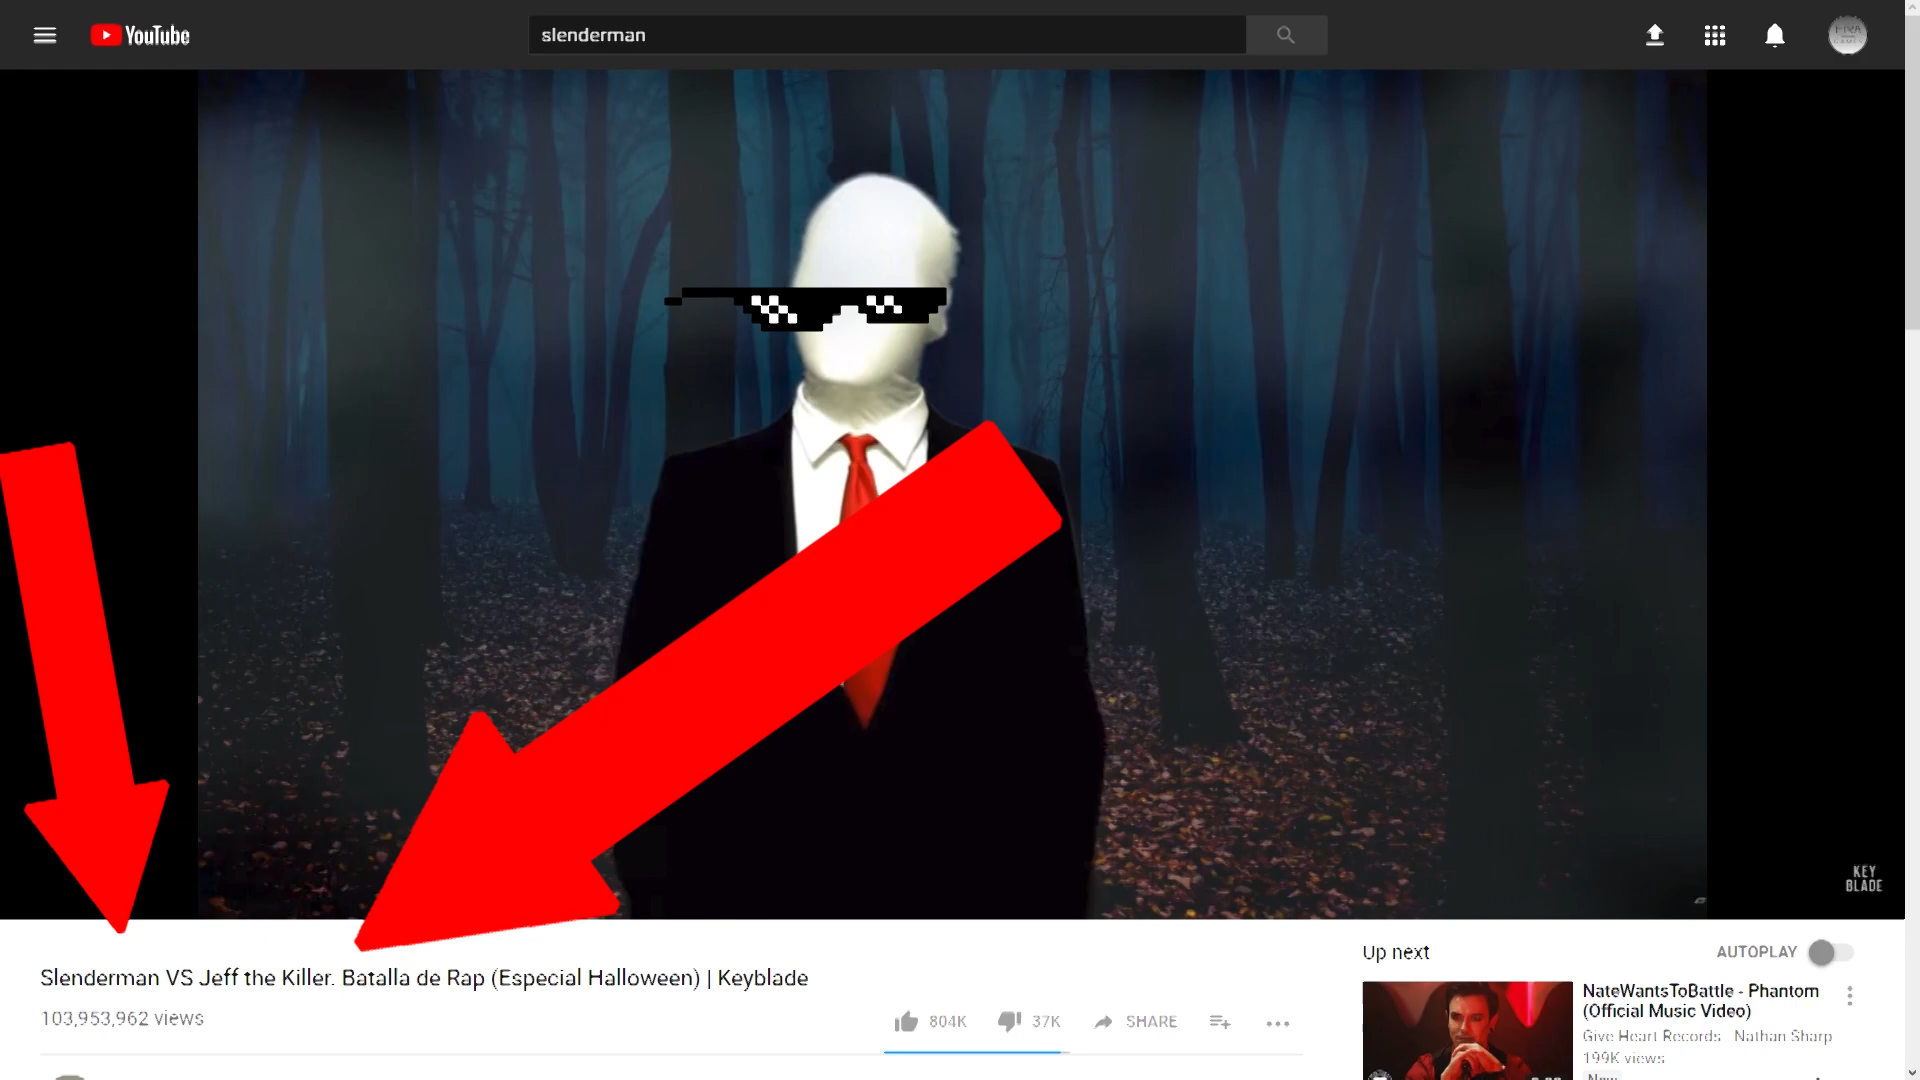 YouTube
slenderman
KEY
BLADE
Slenderman VS Jeff the Killer. Batalla de Rap (Especial Halloween) | Keyblade
103,953,962 views
804K
37K
SHARE
Up next
AUTOPLAY
NateWantsToBattle - Phantom
(Official Music Video)
Give Heart Records Nathan Sharp
199K views
New